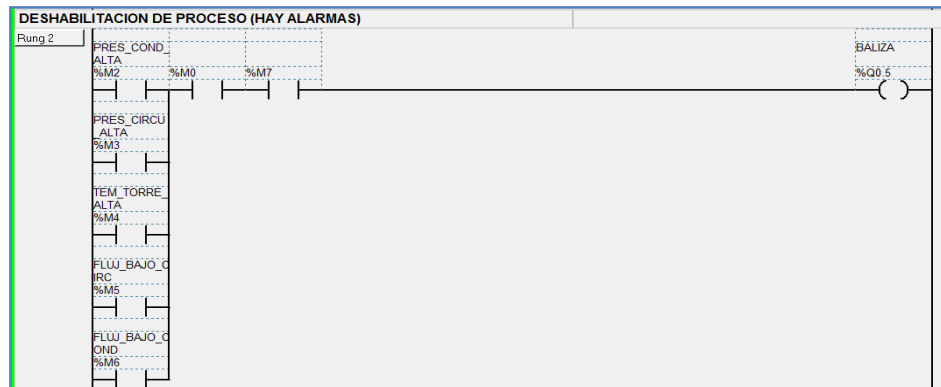 DESHABILITACION DE PROCESO (HAY ALARMAS)
Rung 2
PRES_COND_
ALTA
%M2
%M0
%M7
BALIZA
%Q0.5
PRES_CIRCU
_ALTA
%M3
TEM_TORRE_
ALTA
%M4
FLUJ_BAJO_C
IRC
%M5
FLUJ_BAJO_C
OND
%M6